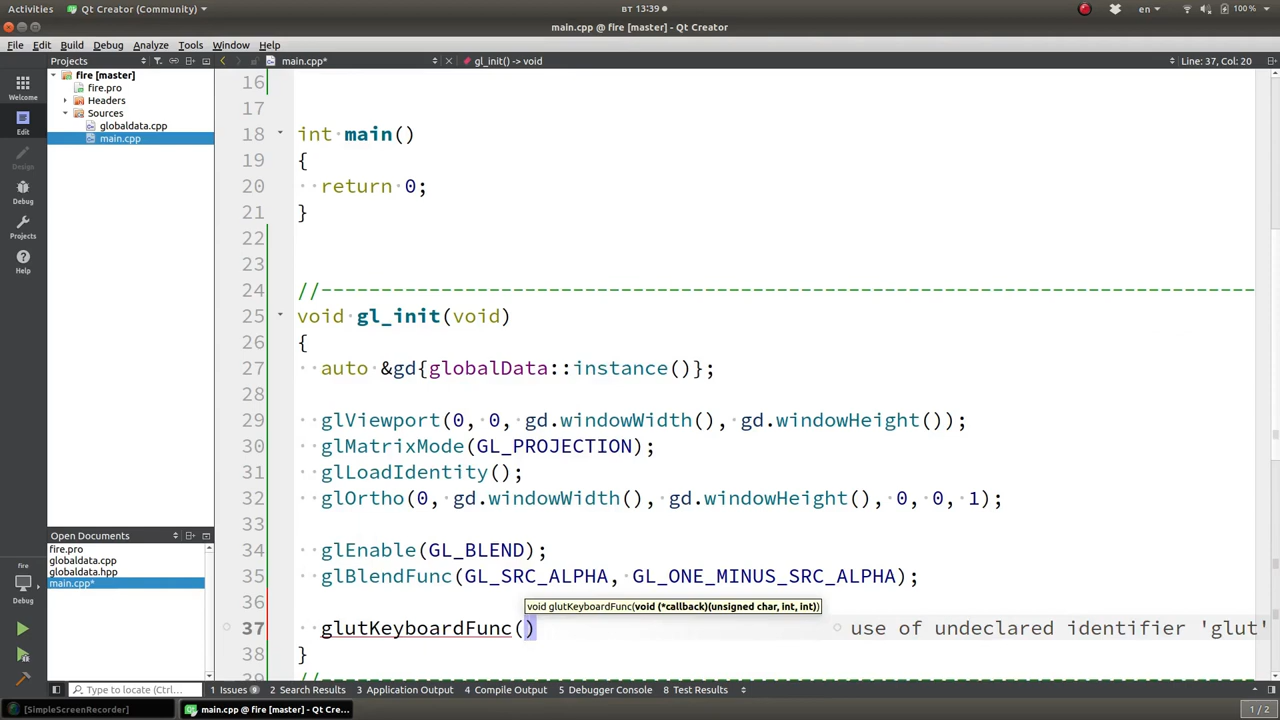 Activities
Qt Creator (Community)
ВТ 13:39
en
100 %
main.cpp @ fire [master] - Qt Creator
File Edit Build Debug Analyze Tools Window Help
Projects
main.cpp*
gl_init() -> void
Line: 37, Col: 20
Welcome
Edit
Design
Debug
Projects
Help
fire [master]
fire.pro
Headers
Sources
globaldata.cpp
main.cpp
16
17
18 int main()
19 {
20 return 0;
21 }
22
23
24 //------------------------------------------------------------------------------
25 void gl_init(void)
26 {
27 auto &gd{globalData::instance()};
28
29 glViewport(0, 0, gd.windowWidth(), gd.windowHeight());
30 glMatrixMode(GL_PROJECTION);
31 glLoadIdentity();
32 glOrtho(0, gd.windowWidth(), gd.windowHeight(), 0, 0, 1);
33
34 glEnable(GL_BLEND);
35 glBlendFunc(GL_SRC_ALPHA, GL_ONE_MINUS_SRC_ALPHA);
36
void glutKeyboardFunc(void (*callback)(unsigned char, int, int))
37 glutKeyboardFunc() use of undeclared identifier 'glut'
38 }
Open Documents
fire.pro
globaldata.cpp
globaldata.hpp
main.cpp*
fire
Debug
Type to locate (Ctrl...
1 Issues 9
2 Search Results
3 Application Output
4 Compile Output
5 Debugger Console
8 Test Results
[SimpleScreenRecorder]
main.cpp @ fire [master] - Qt Cre...
1 / 2